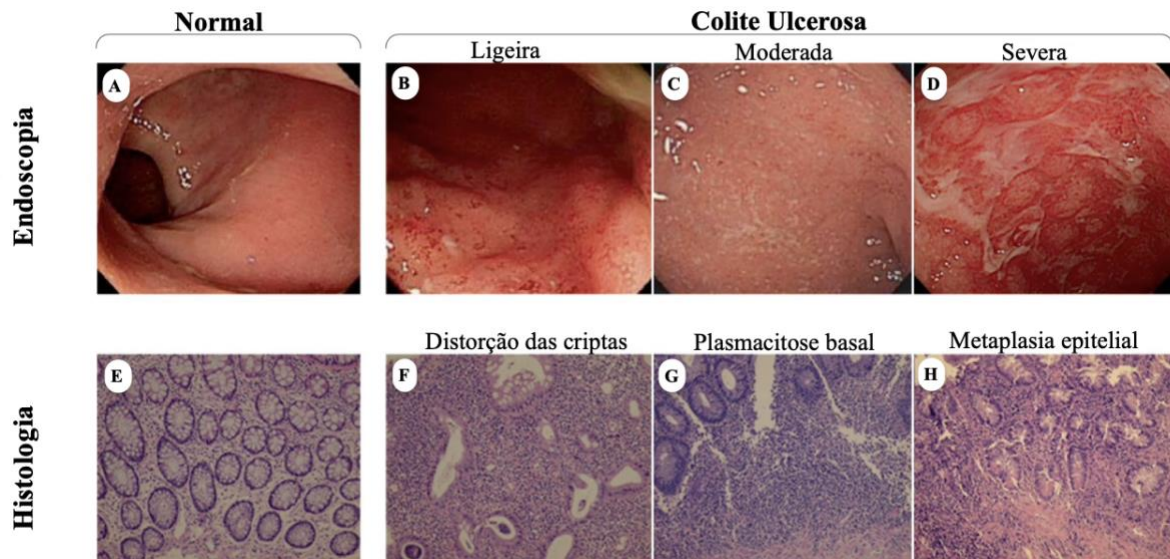 Normal
Colite Ulcerosa
Ligeira
Moderada
Severa
Endoscopia
A
B
C
D
Distorção das criptas
Plasmacitose basal
Metaplasia epitelial
Histologia
E
F
G
H